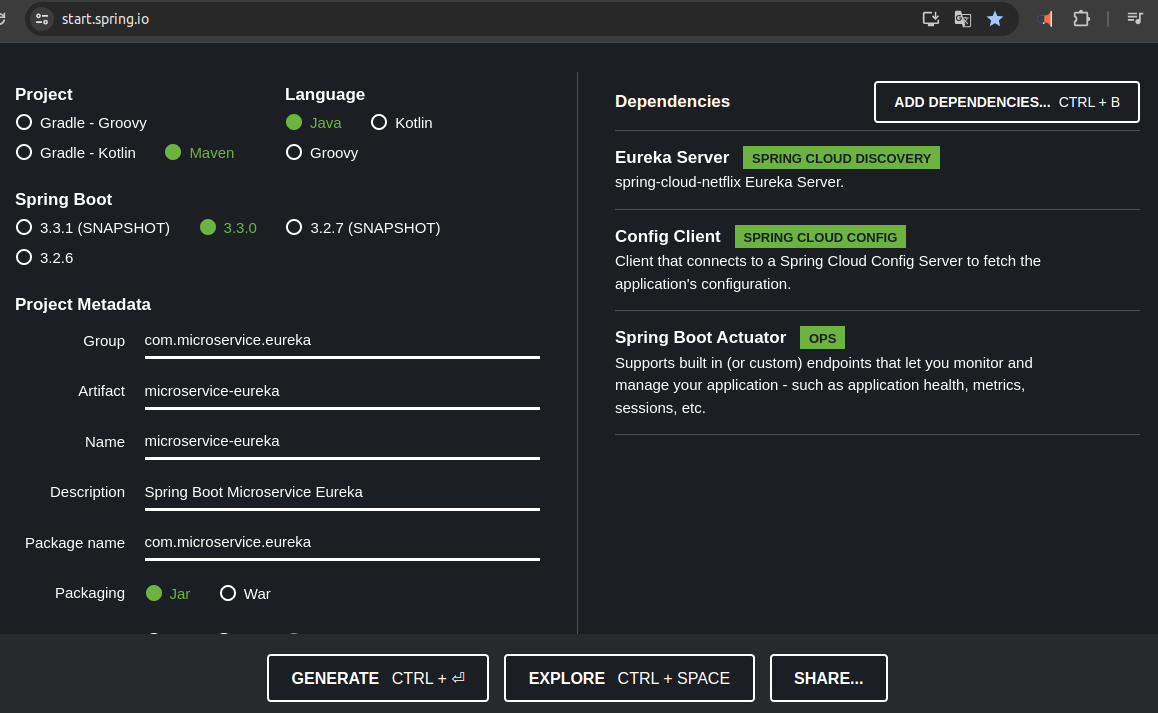 start.spring.io
Project
Gradle - Groovy
Gradle - Kotlin Maven
Language
Java Kotlin
Groovy
Spring Boot
3.3.1 (SNAPSHOT) 3.3.0 3.2.7 (SNAPSHOT)
3.2.6
Project Metadata
Group com.microservice.eureka
Artifact microservice-eureka
Name microservice-eureka
Description Spring Boot Microservice Eureka
Package name com.microservice.eureka
Packaging Jar War
Dependencies
ADD DEPENDENCIES... CTRL + B
Eureka Server SPRING CLOUD DISCOVERY
spring-cloud-netflix Eureka Server.
Config Client SPRING CLOUD CONFIG
Client that connects to a Spring Cloud Config Server to fetch the
application's configuration.
Spring Boot Actuator OPS
Supports built in (or custom) endpoints that let you monitor and
manage your application - such as application health, metrics,
sessions, etc.
GENERATE CTRL + ⏎
EXPLORE CTRL + SPACE
SHARE...